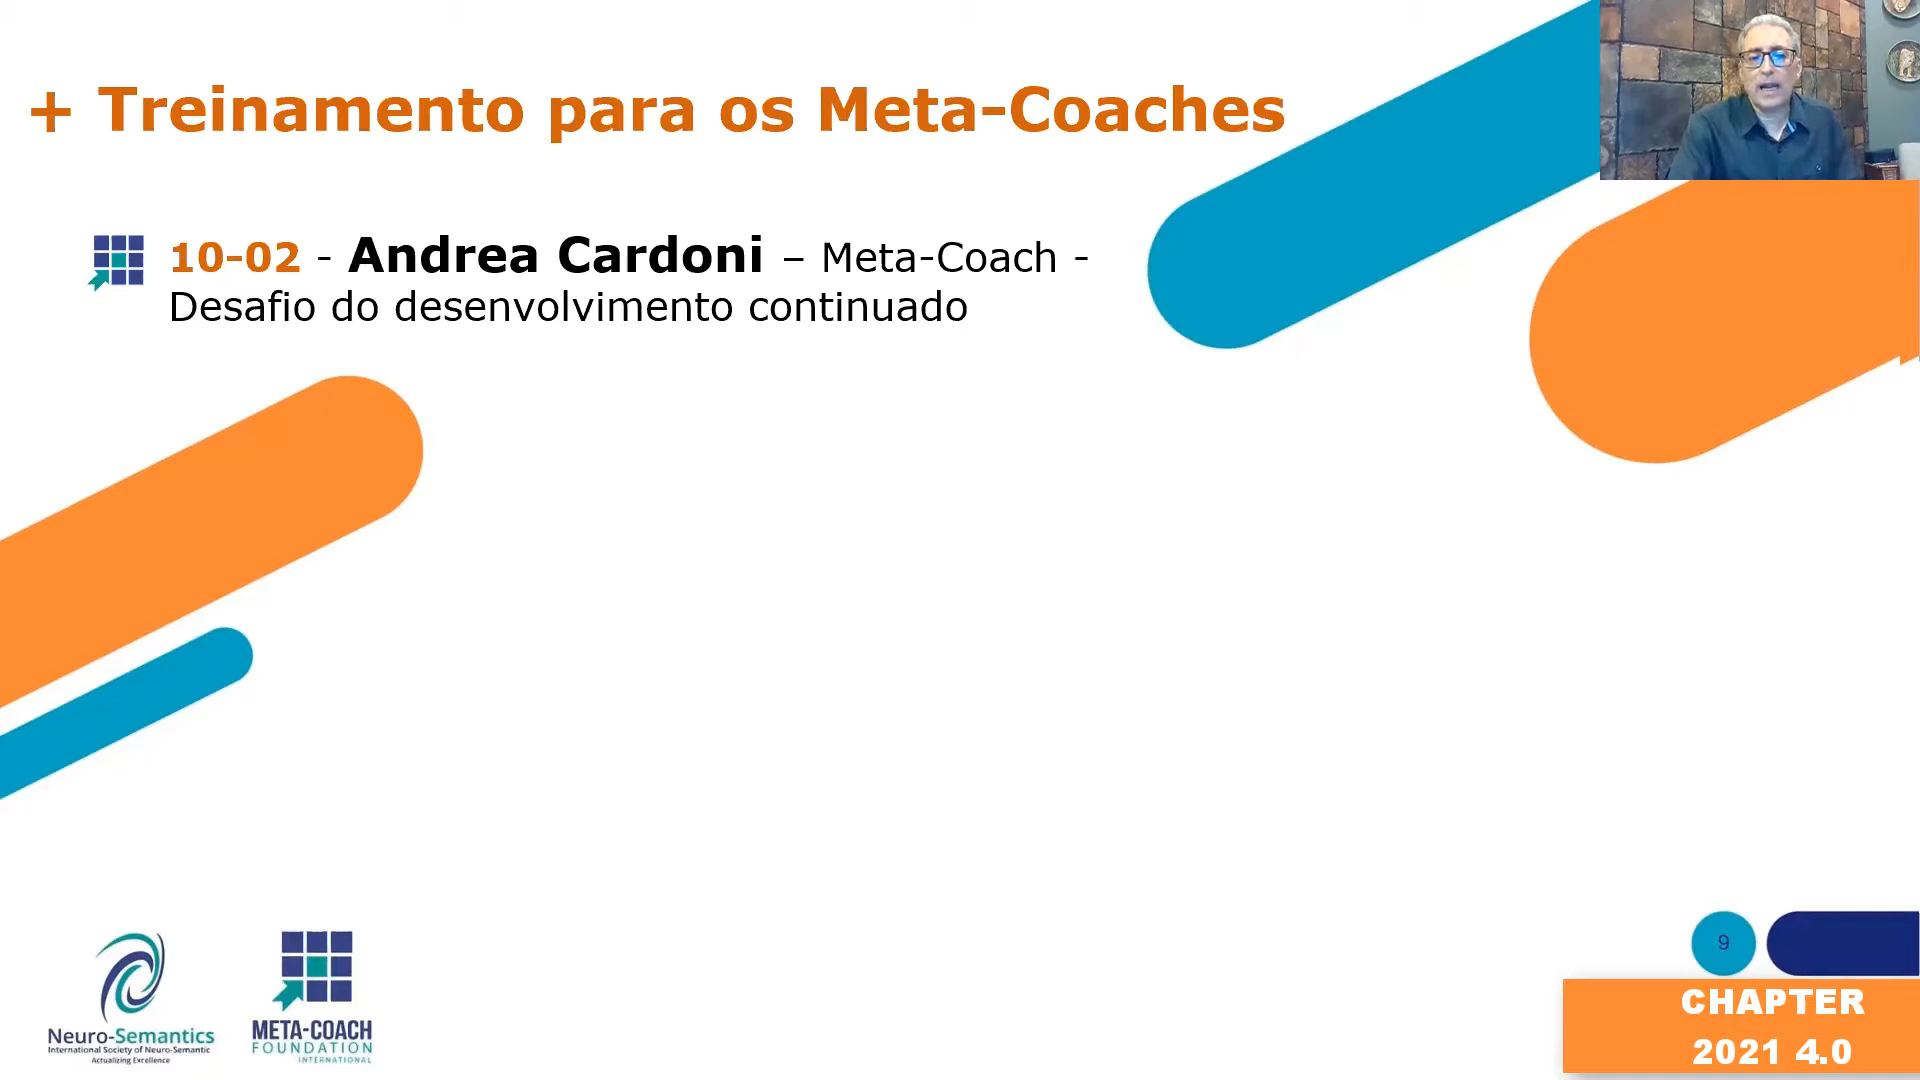 + Treinamento para os Meta-Coaches
10-02 - Andrea Cardoni – Meta-Coach -
Desafio do desenvolvimento continuado
9
Neuro-Semantics
International Society of Neuro-Semantic
Actualizing Excellence
META-COACH
FOUNDATION
INTERNATIONAL
CHAPTER
2021 4.0